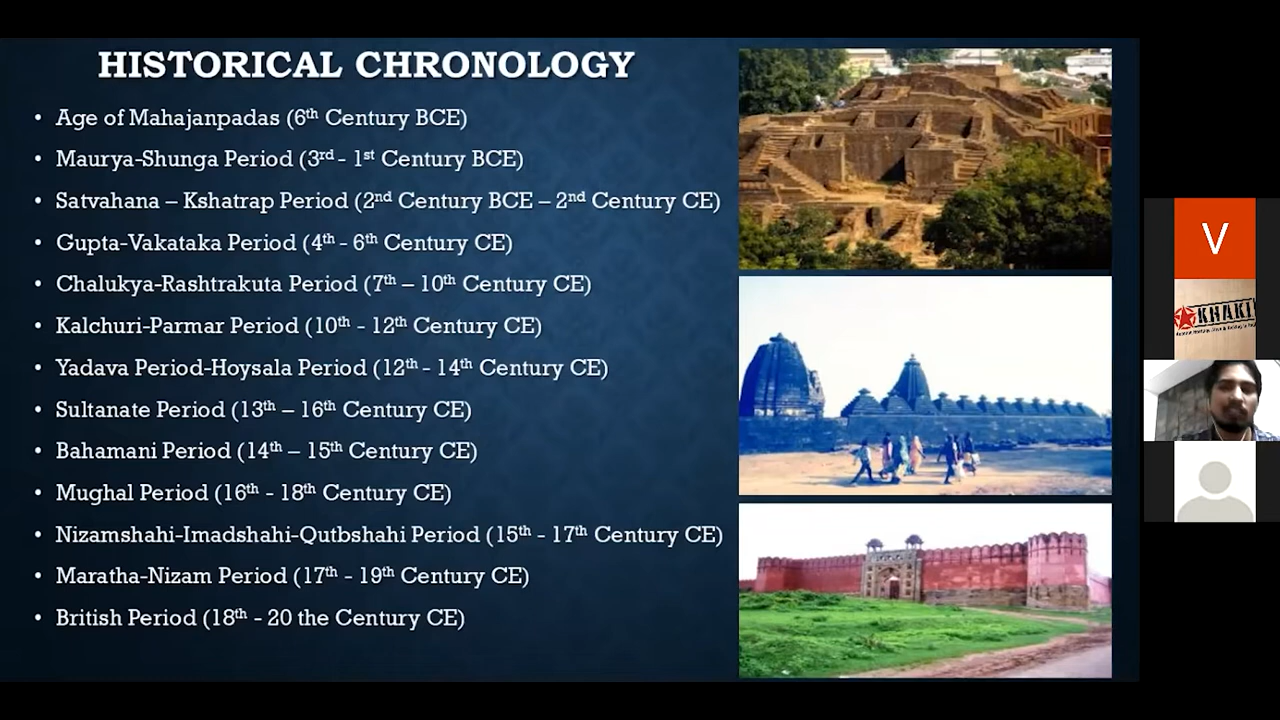 HISTORICAL CHRONOLOGY
• Age of Mahajanpadas (6th Century BCE)
• Maurya-Shunga Period (3rd - 1st Century BCE)
• Satvahana – Kshatrap Period (2nd Century BCE – 2nd Century CE)
• Gupta-Vakataka Period (4th - 6th Century CE)
• Chalukya-Rashtrakuta Period (7th – 10th Century CE)
• Kalchuri-Parmar Period (10th - 12th Century CE)
• Yadava Period-Hoysala Period (12th - 14th Century CE)
• Sultanate Period (13th – 16th Century CE)
• Bahamani Period (14th – 15th Century CE)
• Mughal Period (16th - 18th Century CE)
• Nizamshahi-Imadshahi-Qutbshahi Period (15th - 17th Century CE)
• Maratha-Nizam Period (17th - 19th Century CE)
• British Period (18th - 20 the Century CE)
V
KHAKI